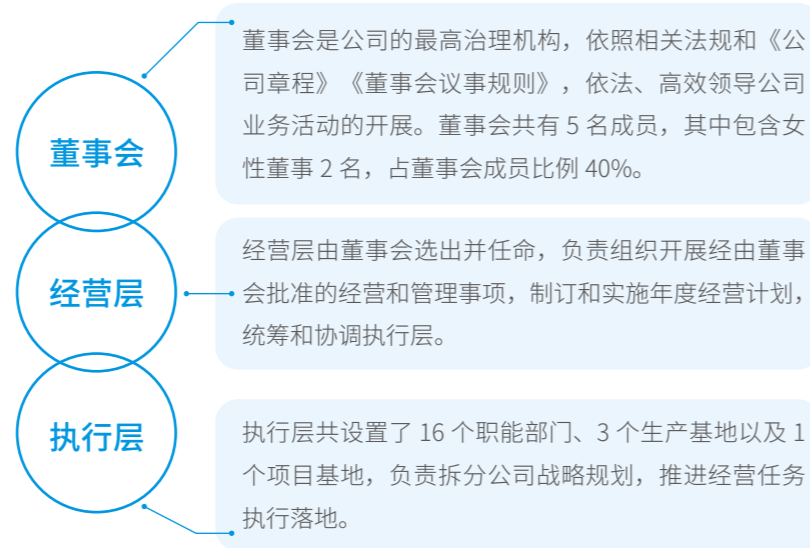 董事会
董事会是公司的最高治理机构，依照相关法规和《公
司章程》《董事会议事规则》，依法、高效领导公司
业务活动的开展。董事会共有 5 名成员，其中包含女
性董事 2 名，占董事会成员比例 40%。
经营层
经营层由董事会选出并任命，负责组织开展经由董事
会批准的经营和管理事项，制订和实施年度经营计划，
统筹和协调执行层。
执行层
执行层共设置了 16 个职能部门、3 个生产基地以及 1
个项目基地，负责拆分公司战略规划，推进经营任务
执行落地。